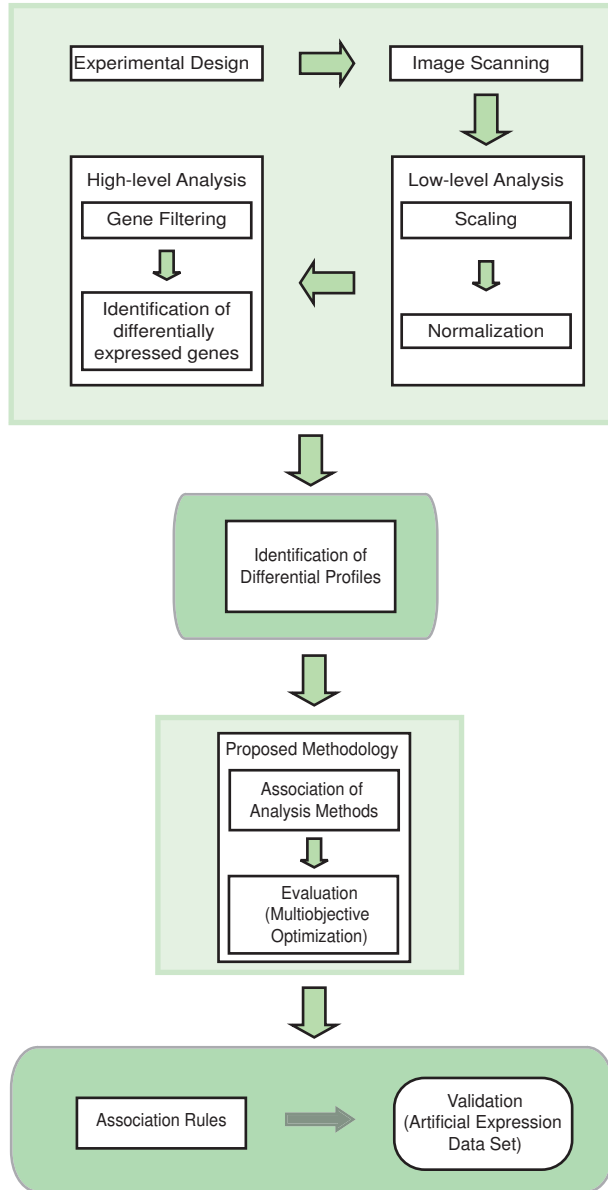 Experimental Design
Image Scanning
High-level Analysis
Gene Filtering
Identification of
differentially
expressed genes
Low-level Analysis
Scaling
Normalization
Identification of
Differential Profiles
Proposed Methodology
Association of
Analysis Methods
Evaluation
(Multiobjective
Optimization)
Association Rules
Validation
(Artificial Expression
Data Set)